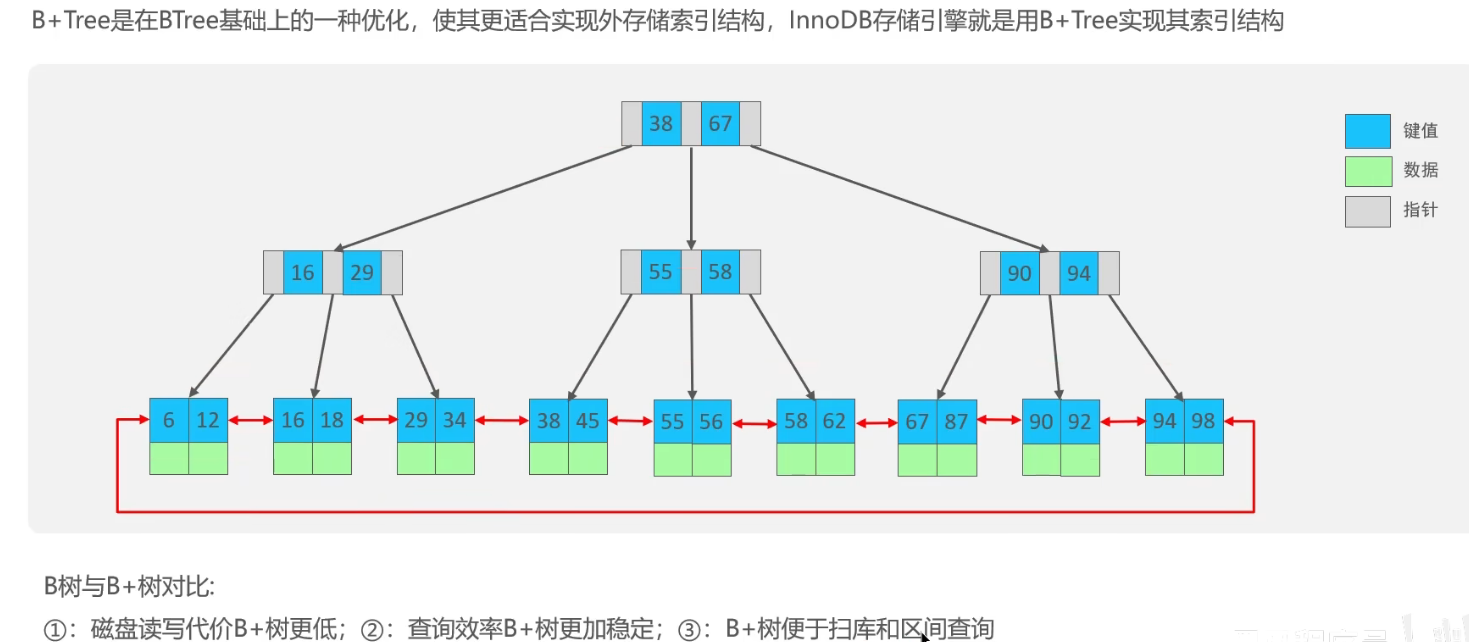 B+Tree是在BTree基础上的一种优化，使其更适合实现外存储索引结构，InnoDB存储引擎就是用B+Tree实现其索引结构
38 67
键值
数据
指针
16 29 55 58 90 94
6 12 16 18 29 34 38 45 55 56 58 62 67 87 90 92 94 98
B树与B+树对比:
①：磁盘读写代价B+树更低；②：查询效率B+树更加稳定；③：B+树便于扫库和区间查询